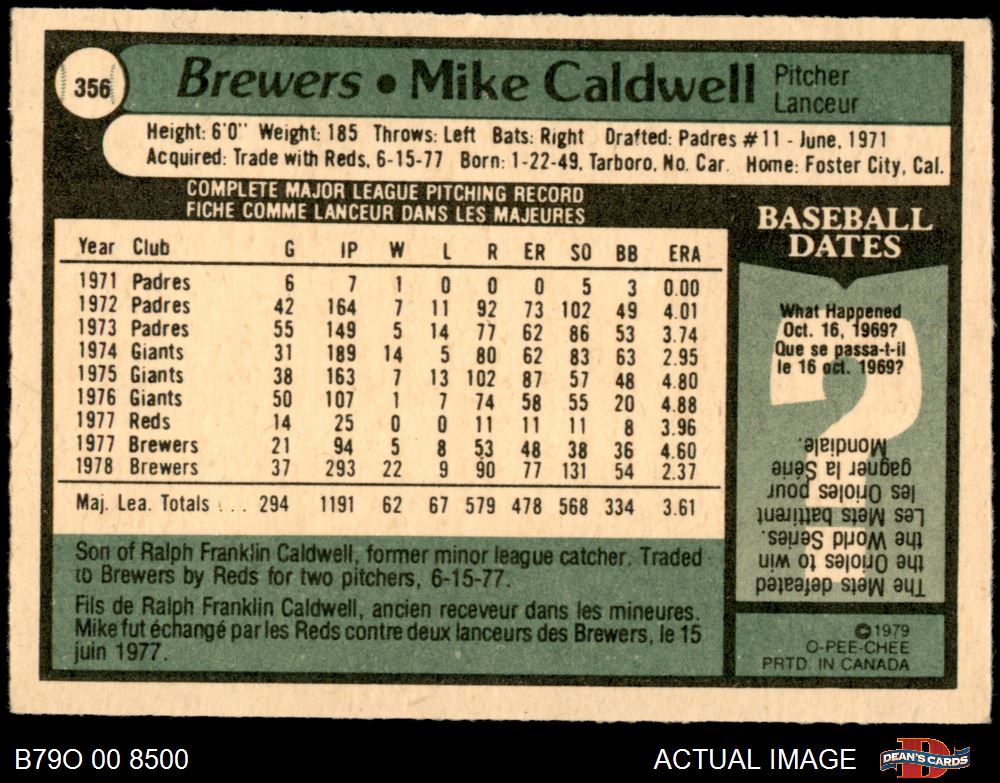 356
Brewers • Mike Caldwell
Pitcher
Lanceur
Height: 6'0" Weight: 185 Throws: Left Bats: Right Drafted: Padres #11 - June, 1971
Acquired: Trade with Reds, 6-15-77 Born: 1-22-49, Tarboro, No. Car. Home: Foster City, Cal.
COMPLETE MAJOR LEAGUE PITCHING RECORD
FICHE COMME LANCEUR DANS LES MAJEURES
Year Club G IP W L R ER SO BB ERA
1971 Padres 6 7 1 0 0 0 5 3 0.00
1972 Padres 42 164 7 11 92 73 102 49 4.01
1973 Padres 55 149 5 14 77 62 86 53 3.74
1974 Giants 31 189 14 5 80 62 83 63 2.95
1975 Giants 38 163 7 13 102 87 57 48 4.80
1976 Giants 50 107 1 7 74 58 55 20 4.88
1977 Reds 14 25 0 0 11 11 11 8 3.96
1977 Brewers 21 94 5 8 53 48 38 36 4.60
1978 Brewers 37 293 22 9 90 77 131 54 2.37
Maj. Lea. Totals ... 294 1191 62 67 579 478 568 334 3.61
Son of Ralph Franklin Caldwell, former minor league catcher. Traded
to Brewers by Reds for two pitchers, 6-15-77.
Fils de Ralph Franklin Caldwell, ancien receveur dans les mineures.
Mike fut échangé par les Reds contre deux lanceurs des Brewers, le 15
juin 1977.
BASEBALL
DATES
What Happened
Oct. 16, 1969?
Que se passa-t-il
le 16 oct. 1969?
The Mets defeated
the Orioles to win
the World Series.
Les Mets battirent
les Orioles pour
gagner la Série
Mondiale.
©1979
O-PEE-CHEE
PRTD. IN CANADA
B79O 00 8500
ACTUAL IMAGE
DEAN'S CARDS